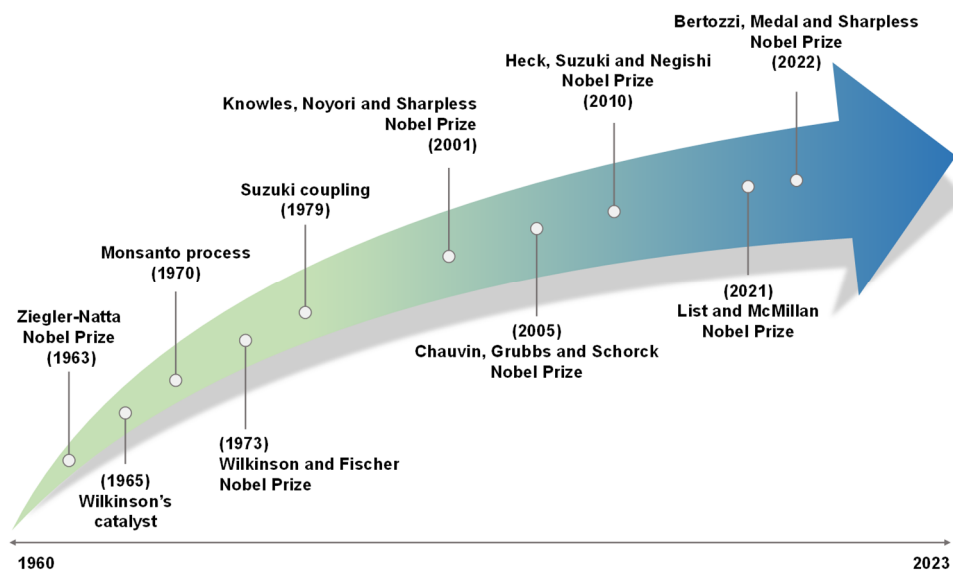 Bertozzi, Medal and Sharpless
Nobel Prize
(2022)
Heck, Suzuki and Negishi
Nobel Prize
(2010)
Knowles, Noyori and Sharpless
Nobel Prize
(2001)
Suzuki coupling
(1979)
Monsanto process
(1970)
Ziegler-Natta
Nobel Prize
(1963)
(2021)
List and McMillan
Nobel Prize
(2005)
Chauvin, Grubbs and Schorck
Nobel Prize
(1973)
Wilkinson and Fischer
Nobel Prize
(1965)
Wilkinson's
catalyst
1960
2023